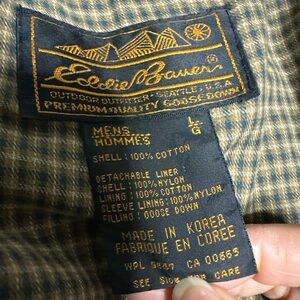 Eddie Bauer®
OUTDOOR OUTFITTER · SEATTLE, U.S.A
PREMIUM QUALITY GOOSE DOWN
MENS L
HOMMES G
SHELL : 100% COTTON
DETACHABLE LINER :
SHELL : 100% NYLON
LINING : 100% COTTON
SLEEVE LINING : 100% NYLON
FILLING : GOOSE DOWN
MADE IN KOREA
FABRIQUE EN COREE
WPL CA 00665
SEE SIDE FOR CARE